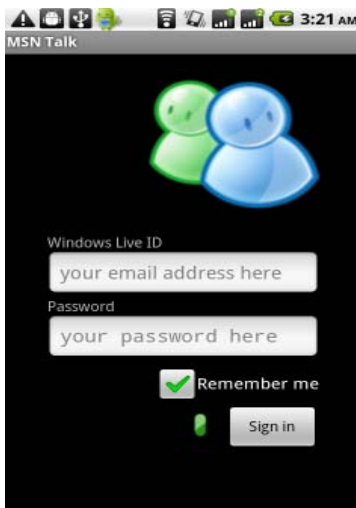 3:21 AM
MSN Talk
Windows Live ID
your email address here
Password
your password here
Remember me
Sign in